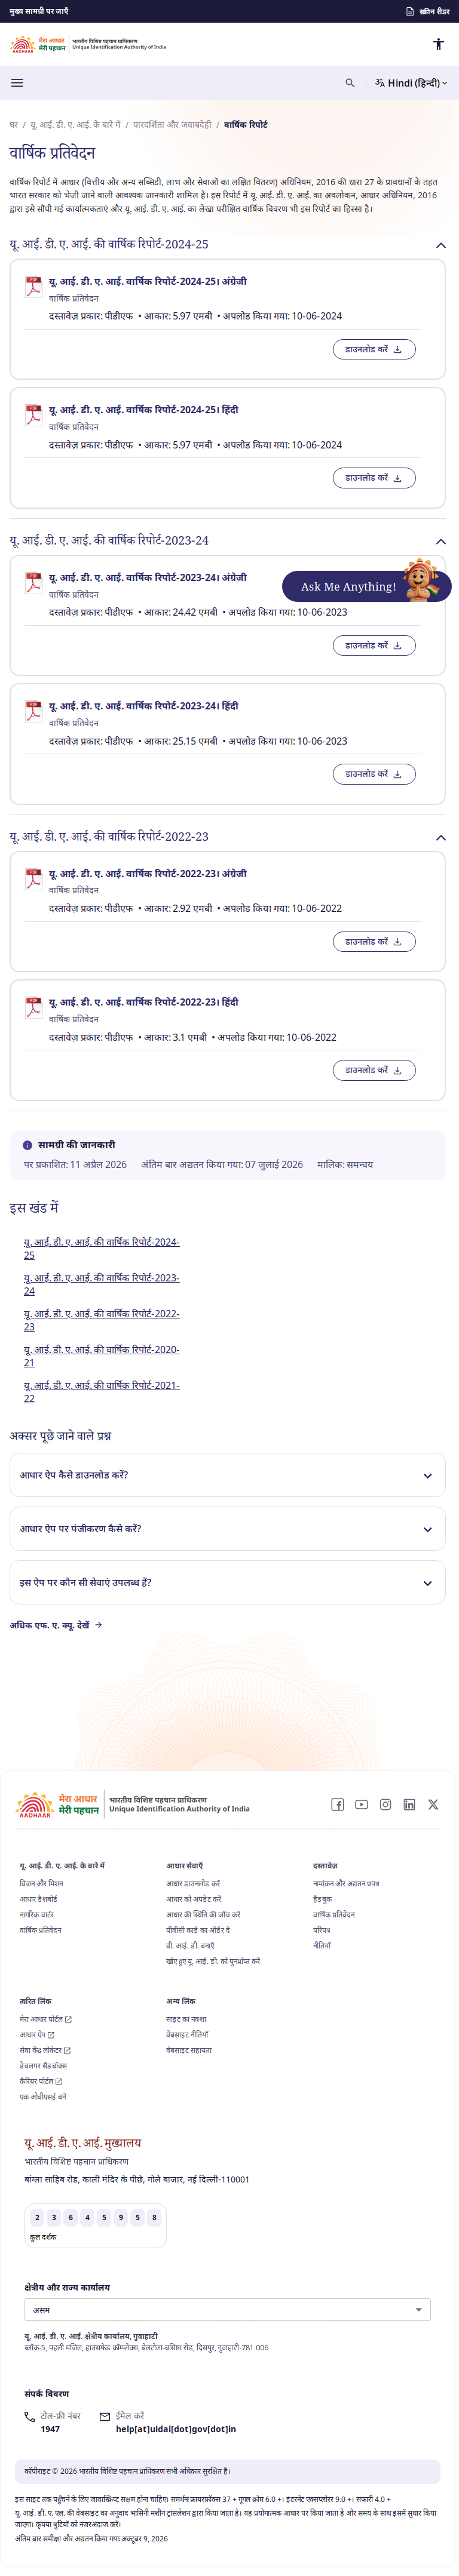 मुख्य सामग्री पर जाएँ
स्क्रीन रीडर
AADHAAR
मेरा आधार
मेरी पहचान
भारतीय विशिष्ट पहचान प्राधिकरण
Unique Identification Authority of India
Hindi (हिन्दी)
घर / यू. आई. डी. ए. आई. के बारे में / पारदर्शिता और जवाबदेही / वार्षिक रिपोर्ट
वार्षिक प्रतिवेदन
वार्षिक रिपोर्ट में आधार (वित्तीय और अन्य सब्सिडी, लाभ और सेवाओं का लक्षित वितरण) अधिनियम, 2016 की धारा 27 के प्रावधानों के तहत
भारत सरकार को भेजी जाने वाली आवश्यक जानकारी शामिल है। इस रिपोर्ट में यू. आई. डी. ए. आई. का अवलोकन, आधार अधिनियम, 2016
द्वारा इसे सौंपी गई कार्यात्मकताएं और यू. आई. डी. ए. आई. का लेखा परीक्षित वार्षिक विवरण भी इस रिपोर्ट का हिस्सा है।
यू. आई. डी. ए. आई. की वार्षिक रिपोर्ट-2024-25
यू. आई. डी. ए. आई. वार्षिक रिपोर्ट-2024-25। अंग्रेजी
वार्षिक प्रतिवेदन
दस्तावेज़ प्रकार: पीडीएफ • आकार: 5.97 एमबी • अपलोड किया गया: 10-06-2024
डाउनलोड करें
यू. आई. डी. ए. आई. वार्षिक रिपोर्ट-2024-25। हिंदी
वार्षिक प्रतिवेदन
दस्तावेज़ प्रकार: पीडीएफ • आकार: 5.97 एमबी • अपलोड किया गया: 10-06-2024
डाउनलोड करें
यू. आई. डी. ए. आई. की वार्षिक रिपोर्ट-2023-24
यू. आई. डी. ए. आई. वार्षिक रिपोर्ट-2023-24। अंग्रेजी
Ask Me Anything!
वार्षिक प्रतिवेदन
दस्तावेज़ प्रकार: पीडीएफ • आकार: 24.42 एमबी • अपलोड किया गया: 10-06-2023
डाउनलोड करें
यू. आई. डी. ए. आई. वार्षिक रिपोर्ट-2023-24। हिंदी
वार्षिक प्रतिवेदन
दस्तावेज़ प्रकार: पीडीएफ • आकार: 25.15 एमबी • अपलोड किया गया: 10-06-2023
डाउनलोड करें
यू. आई. डी. ए. आई. की वार्षिक रिपोर्ट-2022-23
यू. आई. डी. ए. आई. वार्षिक रिपोर्ट-2022-23। अंग्रेजी
वार्षिक प्रतिवेदन
दस्तावेज़ प्रकार: पीडीएफ • आकार: 2.92 एमबी • अपलोड किया गया: 10-06-2022
डाउनलोड करें
यू. आई. डी. ए. आई. वार्षिक रिपोर्ट-2022-23। हिंदी
वार्षिक प्रतिवेदन
दस्तावेज़ प्रकार: पीडीएफ • आकार: 3.1 एमबी • अपलोड किया गया: 10-06-2022
डाउनलोड करें
सामग्री की जानकारी
पर प्रकाशित: 11 अप्रैल 2026 अंतिम बार अद्यतन किया गया: 07 जुलाई 2026 मालिक: समन्वय
इस खंड में
यू. आई. डी. ए. आई. की वार्षिक रिपोर्ट-2024-
25
यू. आई. डी. ए. आई. की वार्षिक रिपोर्ट-2023-
24
यू. आई. डी. ए. आई. की वार्षिक रिपोर्ट-2022-
23
यू. आई. डी. ए. आई. की वार्षिक रिपोर्ट-2020-
21
यू. आई. डी. ए. आई. की वार्षिक रिपोर्ट-2021-
22
अक्सर पूछे जाने वाले प्रश्न
आधार ऐप कैसे डाउनलोड करें?
आधार ऐप पर पंजीकरण कैसे करें?
इस ऐप पर कौन सी सेवाएं उपलब्ध हैं?
अधिक एफ. ए. क्यू. देखें
AADHAAR
मेरा आधार
मेरी पहचान
भारतीय विशिष्ट पहचान प्राधिकरण
Unique Identification Authority of India
यू. आई. डी. ए. आई. के बारे में
विजन और मिशन
आधार डैशबोर्ड
नागरिक चार्टर
वार्षिक प्रतिवेदन
आधार सेवाएँ
आधार डाउनलोड करें
आधार को अपडेट करें
आधार की स्थिति की जाँच करें
पीवीसी कार्ड का ऑर्डर दें
वी. आई. डी. बनाएँ
खोए हुए यू. आई. डी. को पुनर्प्राप्त करें
दस्तावेज़
नामांकन और अद्यतन प्रपत्र
हैंडबुक
वार्षिक प्रतिवेदन
परिपत्र
नीतियाँ
त्वरित लिंक
मेरा आधार पोर्टल
आधार ऐप
सेवा केंद्र लोकेटर
डेवलपर सैंडबॉक्स
कैरियर पोर्टल
एक ओवीएसई बनें
अन्य लिंक
साइट का नक्शा
वेबसाइट नीतियाँ
वेबसाइट सहायता
यू. आई. डी. ए. आई. मुख्यालय
भारतीय विशिष्ट पहचान प्राधिकरण
बांग्ला साहिब रोड, काली मंदिर के पीछे, गोले बाजार, नई दिल्ली-110001
2 3 6 4 5 9 5 8
कुल दर्शक
क्षेत्रीय और राज्य कार्यालय
असम
यू. आई. डी. ए. आई. क्षेत्रीय कार्यालय, गुवाहाटी
ब्लॉक-5, पहली मंजिल, हाउसफेड कॉम्प्लेक्स, बेलटोला-बसिष्ठा रोड, दिसपुर, गुवाहाटी-781 006
संपर्क विवरण
टोल-फ्री नंबर
1947
ईमेल करें
help[at]uidai[dot]gov[dot]in
कॉपीराइट © 2026 भारतीय विशिष्ट पहचान प्राधिकरण सभी अधिकार सुरक्षित हैं।
इस साइट तक पहुँचने के लिए जावास्क्रिप्ट सक्षम होना चाहिए। समर्थनः फ़ायरफ़ॉक्स 37 + गूगल क्रोम 6.0 +। इंटरनेट एक्सप्लोरर 9.0 +। सफारी 4.0 +
यू. आई. डी. ए. एल. की वेबसाइट का अनुवाद भाषिनी मशीन ट्रांसलेशन द्वारा किया जाता है। यह प्रयोगात्मक आधार पर किया जाता है और समय के साथ इसमें सुधार किया
जाएगा। कृपया त्रुटियों को नजरअंदाज करें।
अंतिम बार समीक्षा और अद्यतन किया गयाः अक्टूबर 9, 2026